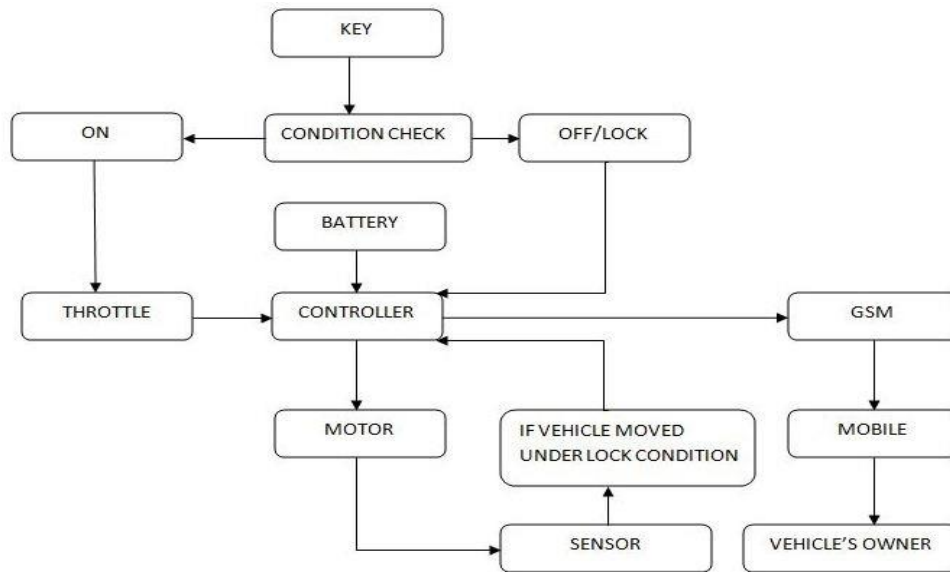 KEY
ON
CONDITION CHECK
OFF/LOCK
BATTERY
THROTTLE
CONTROLLER
GSM
MOTOR
IF VEHICLE MOVED
UNDER LOCK CONDITION
MOBILE
SENSOR
VEHICLE'S OWNER